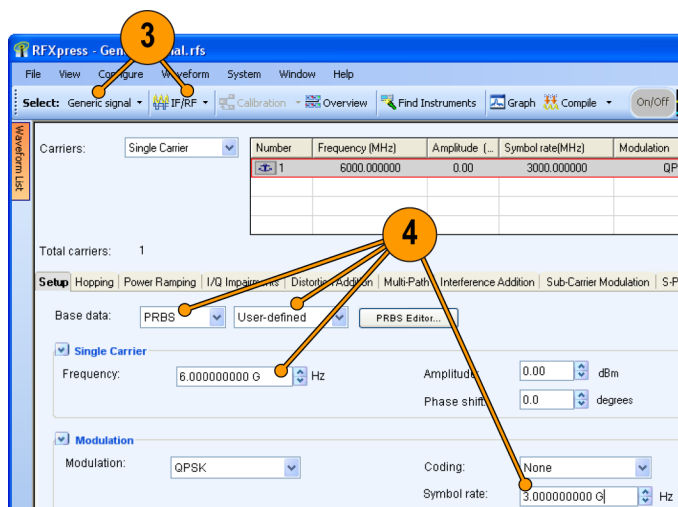 3
RFXpress - Gen al.rfs
File View Configure Waveform System Window Help
Select: Generic signal IF/RF Calibration Overview Find Instruments Graph Compile On/Off
Waveform List
Carriers: Single Carrier
Number Frequency (MHz) Amplitude (... Symbol rate(MHz) Modulation
1 6000.000000 0.00 3000.000000 QP
4
Total carriers: 1
Setup Hopping Power Ramping I/Q Impairments Distortion Addition Multi-Path Interference Addition Sub-Carrier Modulation S-P
Base data: PRBS User-defined PRBS Editor...
Single Carrier
Frequency: 6.000000000 G Hz Amplitude: 0.00 dBm
Phase shift: 0.0 degrees
Modulation
Modulation: QPSK Coding: None
Symbol rate: 3.000000000 G Hz